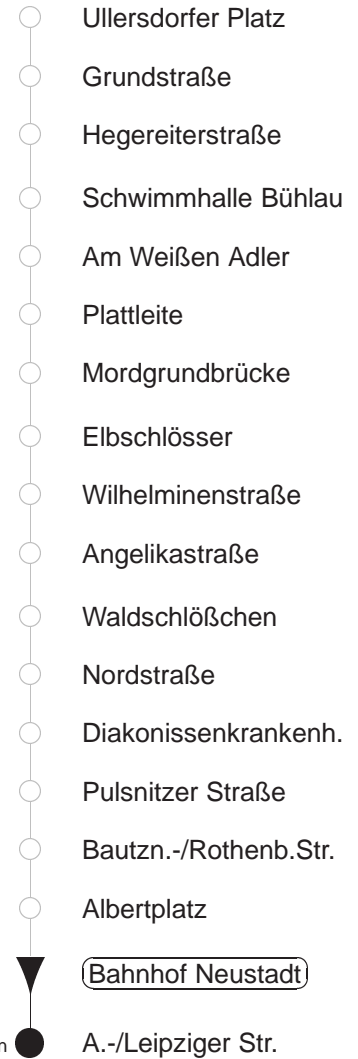 Ullersdorfer Platz
Grundstraße
Hegereiterstraße
Schwimmhalle Bühlau
Am Weißen Adler
Plattleite
Mordgrundbrücke
Elbschlösser
Wilhelminenstraße
Angelikastraße
Waldschlößchen
Nordstraße
Diakonissenkrankenh.
Pulsnitzer Straße
Bautzn.-/Rothenb.Str.
Albertplatz
Bahnhof Neustadt
A.-/Leipziger Str.